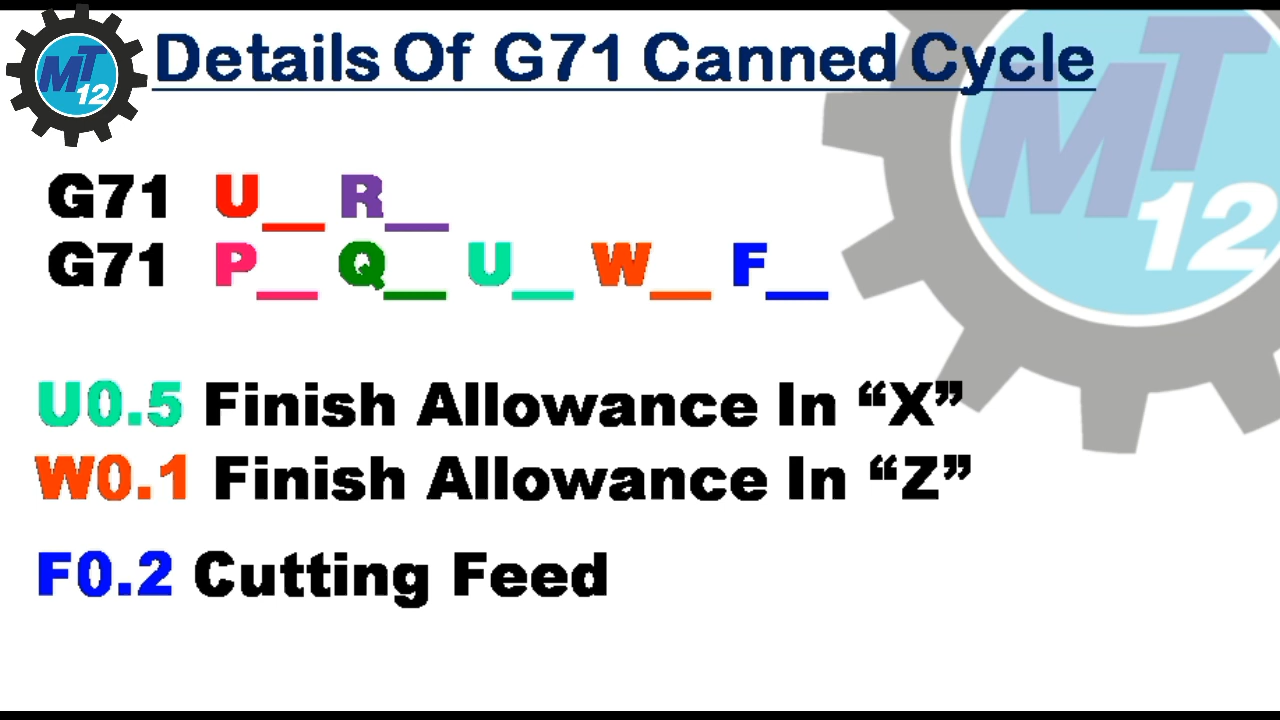 MT
12
Details Of G71 Canned Cycle
MT
12
G71 U__ R__
G71 P__ Q__ U__ W__ F__
U0.5 Finish Allowance In “X”
W0.1 Finish Allowance In “Z”
F0.2 Cutting Feed